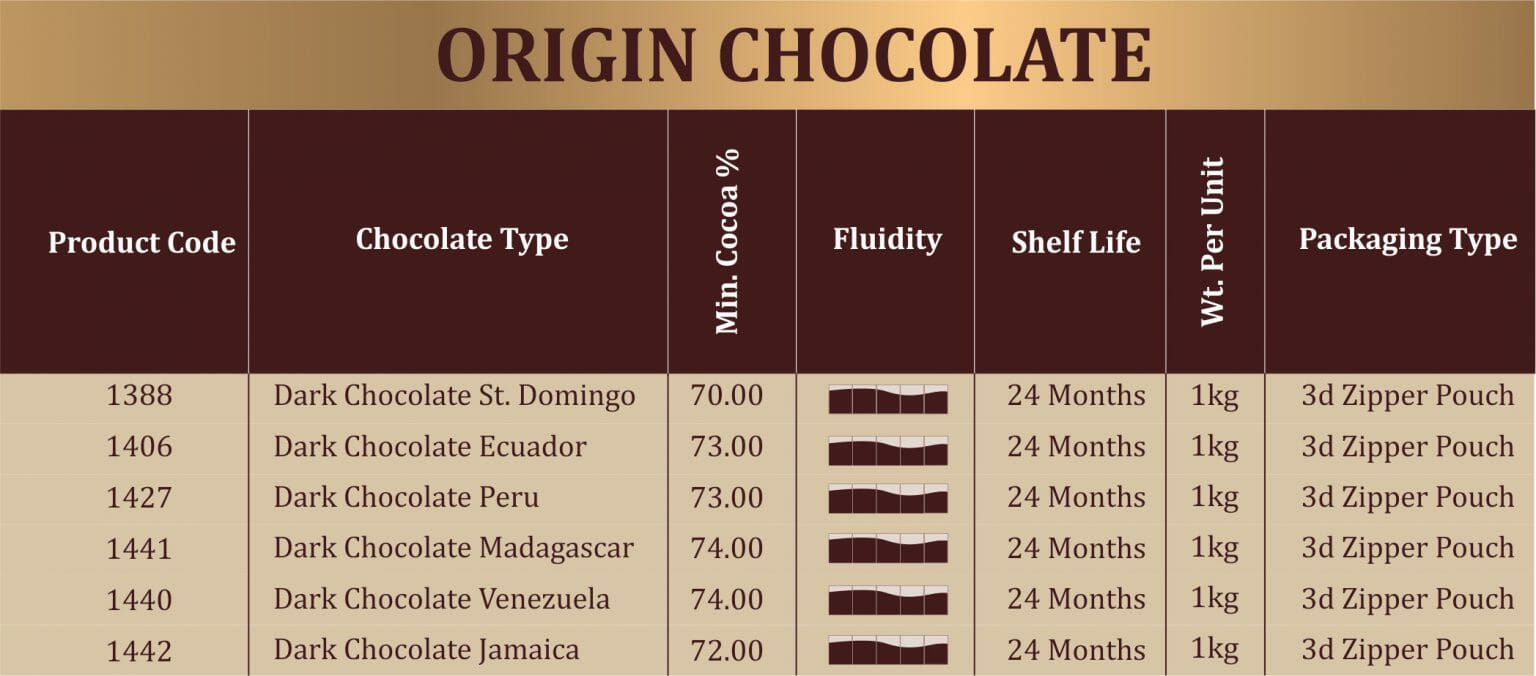 ORIGIN CHOCOLATE
Product Code Chocolate Type Min. Cocoa % Fluidity Shelf Life Wt. Per Unit Packaging Type
1388 Dark Chocolate St. Domingo 70.00 24 Months 1kg 3d Zipper Pouch
1406 Dark Chocolate Ecuador 73.00 24 Months 1kg 3d Zipper Pouch
1427 Dark Chocolate Peru 73.00 24 Months 1kg 3d Zipper Pouch
1441 Dark Chocolate Madagascar 74.00 24 Months 1kg 3d Zipper Pouch
1440 Dark Chocolate Venezuela 74.00 24 Months 1kg 3d Zipper Pouch
1442 Dark Chocolate Jamaica 72.00 24 Months 1kg 3d Zipper Pouch